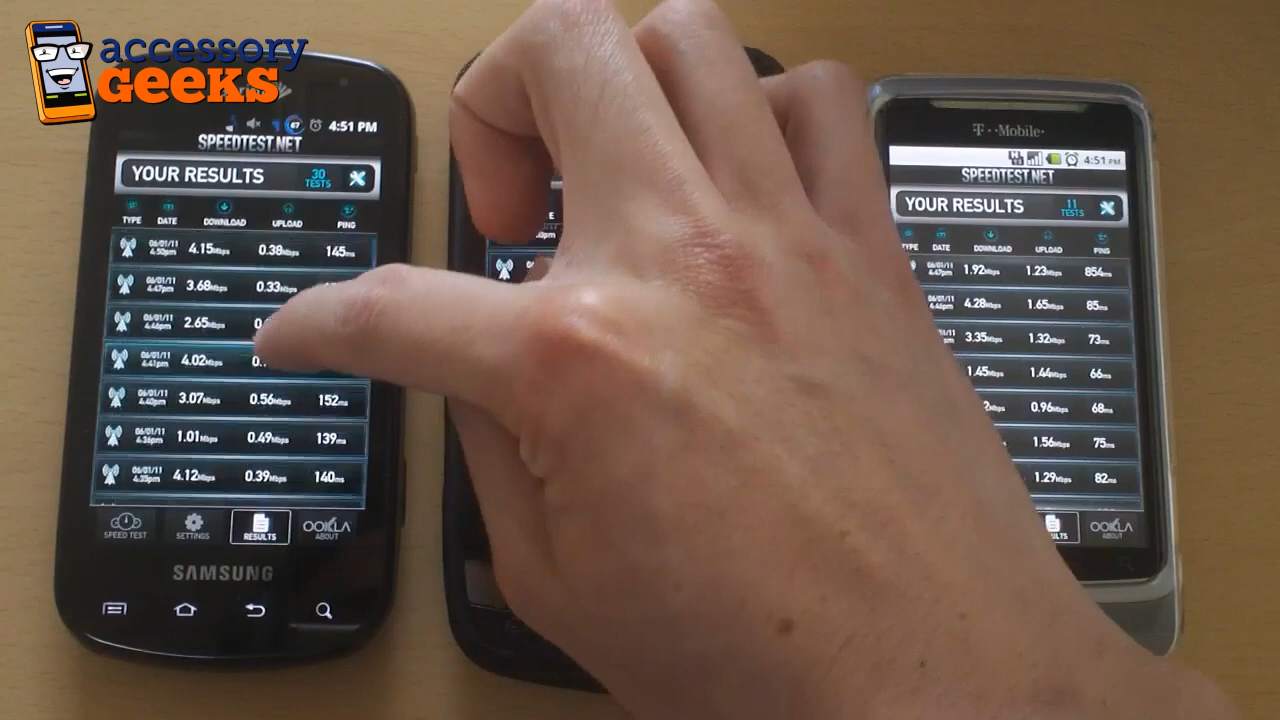 accessory
GEEKS
67 4:51 PM
SPEEDTEST.NET
YOUR RESULTS 30 TESTS
TYPE DATE DOWNLOAD UPLOAD PING
06/01/11 4:50pm 4.15Mbps 0.38Mbps 145ms
06/01/11 4:47pm 3.68Mbps 0.33Mbps
06/01/11 4:46pm 2.65Mbps
06/01/11 4:41pm 4.02Mbps
06/01/11 4:40pm 3.07Mbps 0.56Mbps 152ms
06/01/11 4:36pm 1.01Mbps 0.49Mbps 139ms
06/01/11 4:35pm 4.12Mbps 0.39Mbps 140ms
SPEED TEST SETTINGS RESULTS OOKLA ABOUT
SAMSUNG
T-Mobile
4:51 PM
SPEEDTEST.NET
YOUR RESULTS 11 TESTS
DATE DOWNLOAD UPLOAD PING
06/01/11 4:47pm 1.92Mbps 1.23Mbps 854ms
4:46pm 4.28Mbps 1.65Mbps 85ms
3.35Mbps 1.32Mbps 73ms
1.45Mbps 1.44Mbps 66ms
0.96Mbps 68ms
1.56Mbps 75ms
1.29Mbps 82ms
OOKLA ABOUT